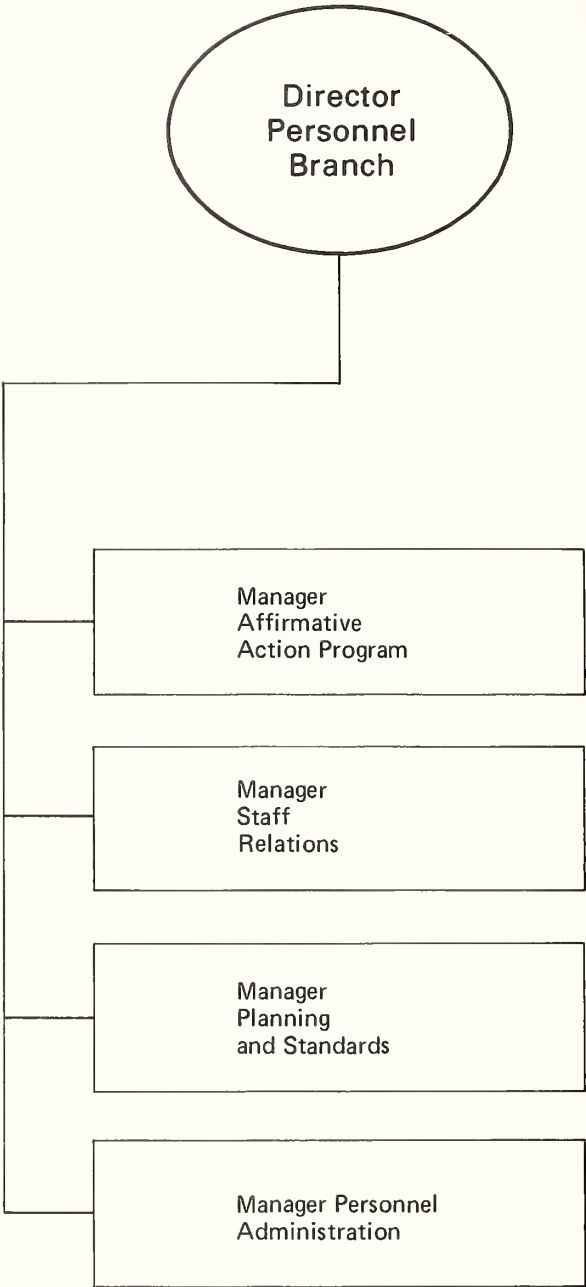 Director
Personnel
Branch
Manager
Affirmative
Action Program
Manager
Staff
Relations
Manager
Planning
and Standards
Manager Personnel
Administration